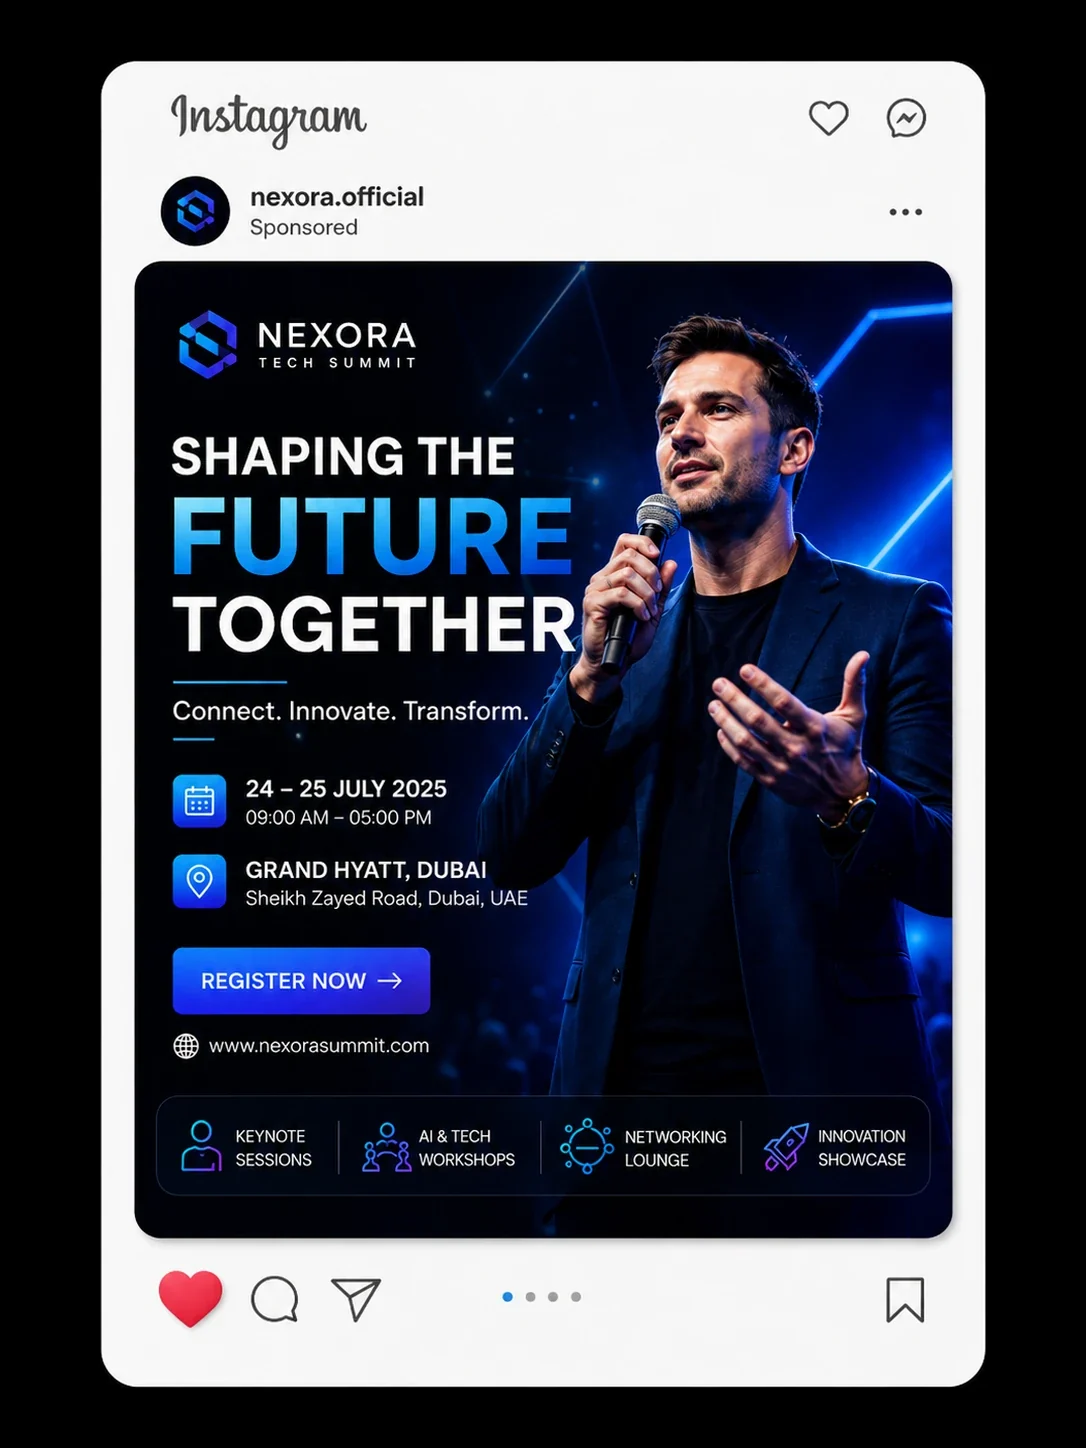 Instagram
nexora.official
Sponsored
NEXORA
TECH SUMMIT
SHAPING THE
FUTURE
TOGETHER
Connect. Innovate. Transform.
24 – 25 JULY 2025
09:00 AM – 05:00 PM
GRAND HYATT, DUBAI
Sheikh Zayed Road, Dubai, UAE
REGISTER NOW →
www.nexorasummit.com
KEYNOTE
SESSIONS
AI & TECH
WORKSHOPS
NETWORKING
LOUNGE
INNOVATION
SHOWCASE